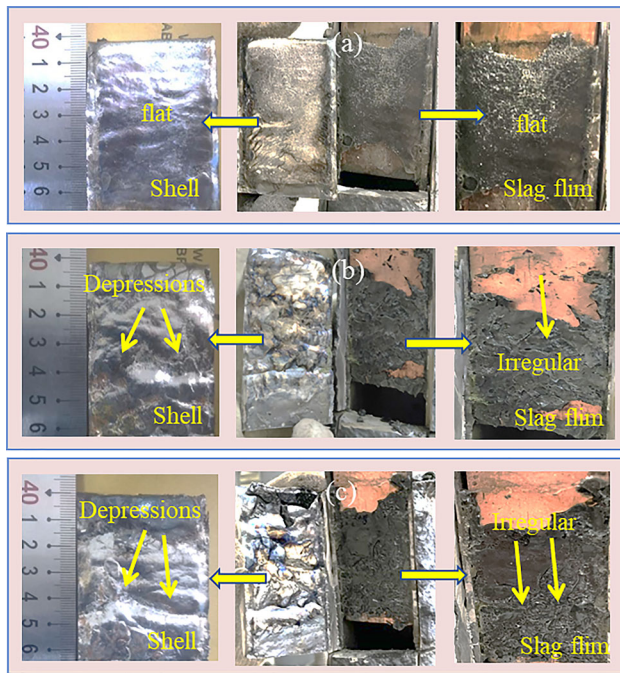 (a)
40
1
2
3
4
5
6
flat
Shell
flat
Slag flim
(b)
40
1
2
3
4
5
6
Depressions
Shell
Irregular
Slag flim
(c)
40
1
2
3
4
5
6
Depressions
Shell
Irregular
Slag flim